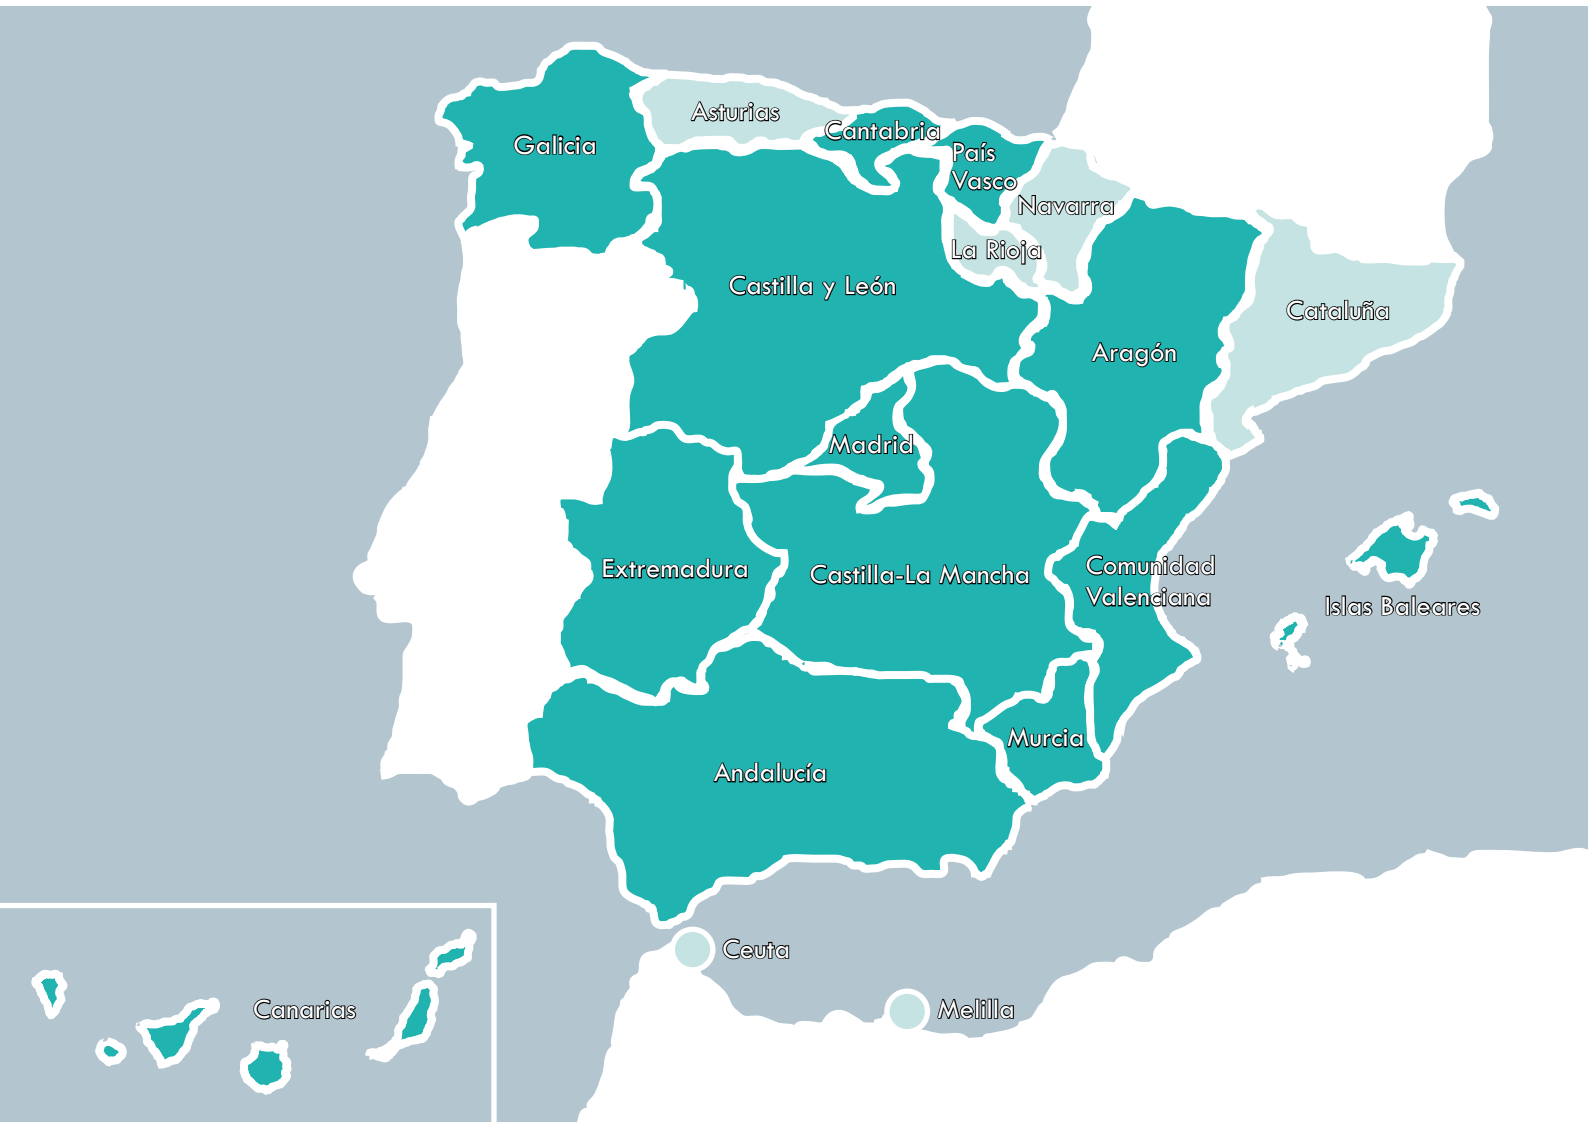 Asturias
Cantabria
Galicia
País
Vasco
Navarra
La Rioja
Castilla y León
Cataluña
Aragón
Madrid
Extremadura
Castilla-La Mancha
Comunidad
Valenciana
Islas Baleares
Murcia
Andalucía
Ceuta
Canarias
Melilla